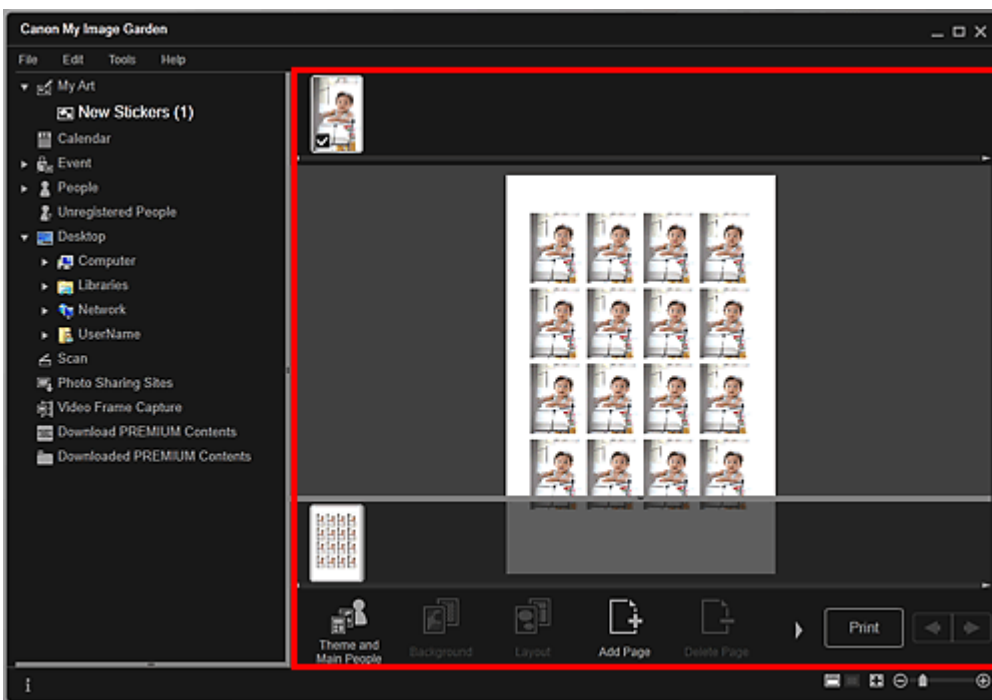 Canon My Image Garden
File Edit Tools Help
My Art
New Stickers (1)
Calendar
Event
People
Unregistered People
Desktop
Computer
Libraries
Network
UserName
Scan
Photo Sharing Sites
Video Frame Capture
Download PREMIUM Contents
Downloaded PREMIUM Contents
Theme and
Main People
Background
Layout
Add Page
Delete Page
Print